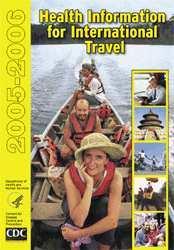 Health Information
for International
Travel
2005-2006
Department of
Health and
Human Services
Centers for
Disease
Control and
Prevention
CDC